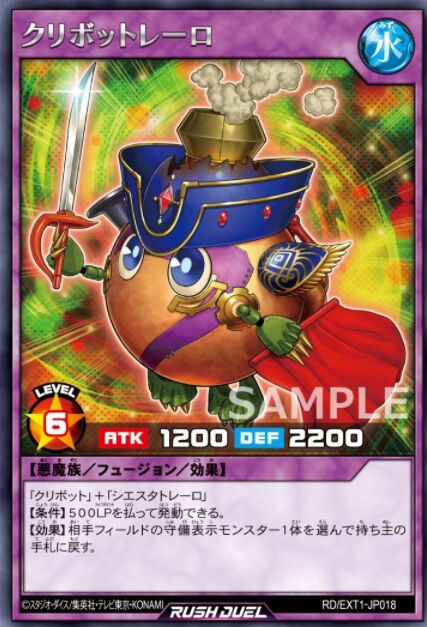 クリボットレーロ
みず
水
SAMPLE
LEVEL
6
ATK 1200 DEF 2200
【悪魔族/フュージョン/効果】
「クリボット」+「シエスタトレーロ」
【条件】500LPを払って発動できる。
【効果】相手フィールドの守備表示モンスター1体を選んで持ち主の
手札に戻す。
©スタジオ・ダイス/集英社・テレビ東京・KONAMI
RUSH DUEL
RD/EXT1-JP018